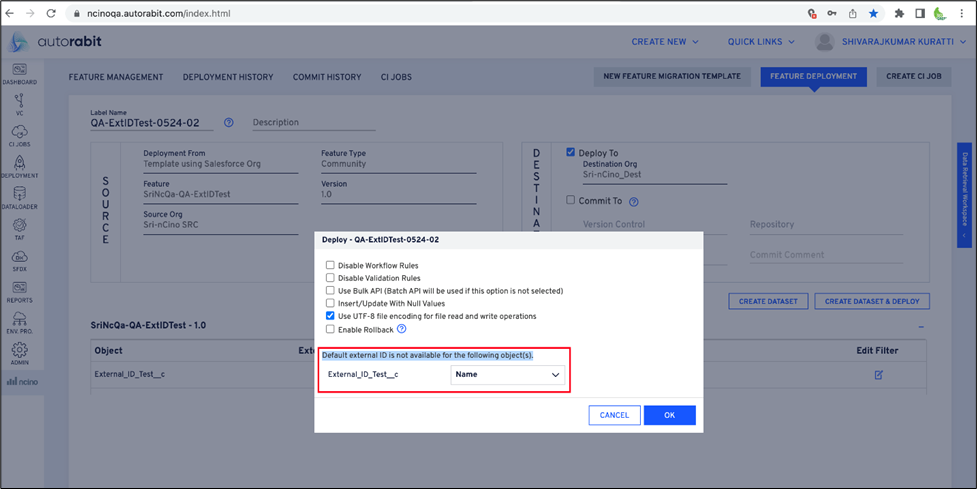 ncinoqa.autorabit.com/index.html
autorabit
CREATE NEW
QUICK LINKS
SHIVARAJKUMAR KURATTI
DASHBOARD
VC
CI JOBS
DEPLOYMENT
DATALOADER
TAF
SFDX
REPORTS
ENV. PRO.
ADMIN
ncino
FEATURE MANAGEMENT
DEPLOYMENT HISTORY
COMMIT HISTORY
CI JOBS
NEW FEATURE MIGRATION TEMPLATE
FEATURE DEPLOYMENT
CREATE CI JOB
Label Name
QA-ExtIDTest-0524-02
Description
SOURCE
Deployment From
Template using Salesforce Org
Feature Type
Community
Feature
SriNcQa-QA-ExtIDTest
Version
1.0
Source Org
Sri-nCino SRC
DESTINA
Deploy To
Destination Org
Sri-nCino_Dest
Commit To
Version Control
Repository
Commit Comment
Data Retrieval Workspace
CREATE DATASET
CREATE DATASET & DEPLOY
SriNcQa-ExtIDTest - 1.0
Object
Exte
Edit Filter
External_ID_Test__c
Deploy - QA-ExtIDTest-0524-02
Disable Workflow Rules
Disable Validation Rules
Use Bulk API (Batch API will be used if this option is not selected)
Insert/Update With Null Values
Use UTF-8 file encoding for file read and write operations
Enable Rollback
Default external ID is not available for the following object(s).
External_ID_Test__c
Name
CANCEL
OK